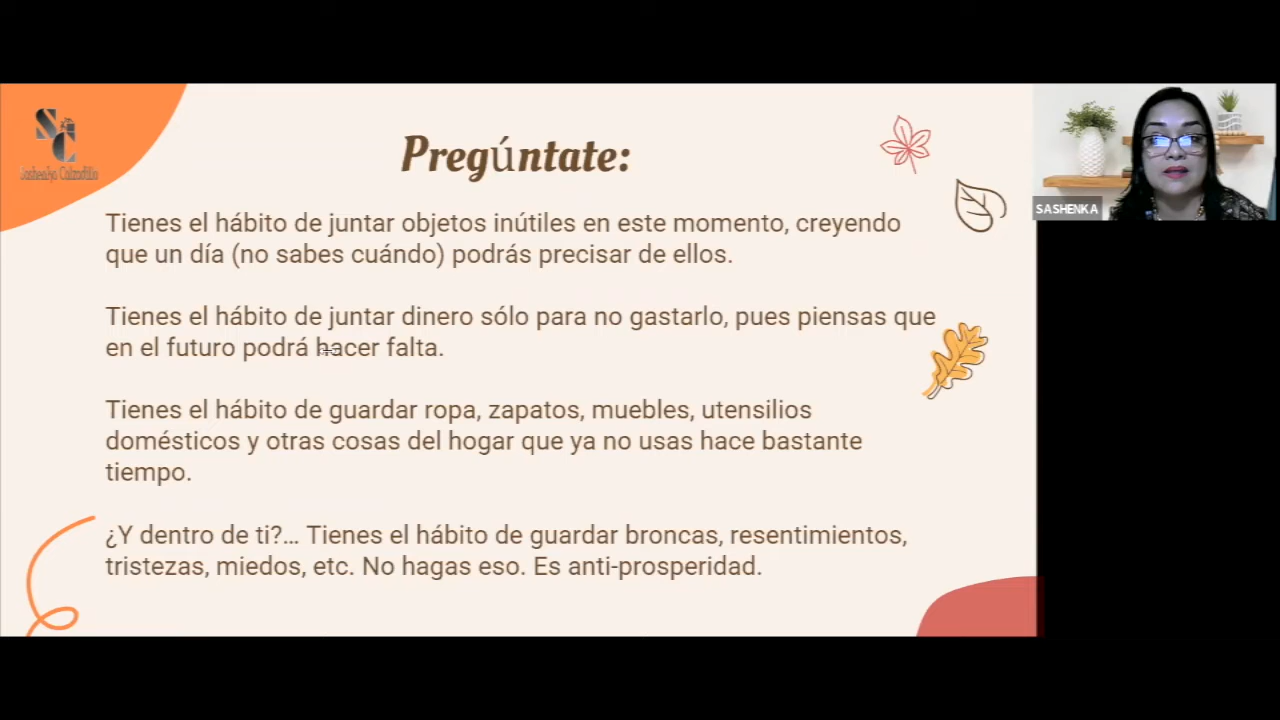 SC
Sashenka Calzadilla
Pregúntate:
Tienes el hábito de juntar objetos inútiles en este momento, creyendo
que un día (no sabes cuándo) podrás precisar de ellos.
Tienes el hábito de juntar dinero sólo para no gastarlo, pues piensas que
en el futuro podrá hacer falta.
Tienes el hábito de guardar ropa, zapatos, muebles, utensilios
domésticos y otras cosas del hogar que ya no usas hace bastante
tiempo.
¿Y dentro de ti?... Tienes el hábito de guardar broncas, resentimientos,
tristezas, miedos, etc. No hagas eso. Es anti-prosperidad.
SASHENKA